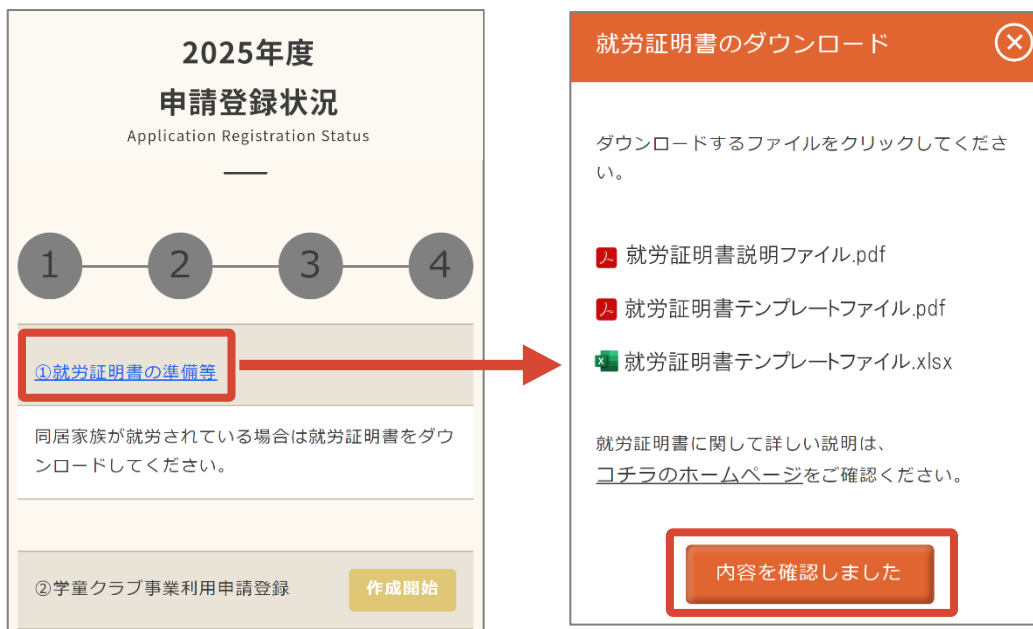 2025年度
申請登録状況
Application Registration Status
1
2
3
4
①就労証明書の準備等
同居家族が就労されている場合は就労証明書をダウ
ンロードしてください。
②学童クラブ事業利用申請登録
作成開始
就労証明書のダウンロード
ダウンロードするファイルをクリックしてくださ
い。
就労証明書説明ファイル.pdf
就労証明書テンプレートファイル.pdf
就労証明書テンプレートファイル.xlsx
就労証明書に関して詳しい説明は、
コチラのホームページをご確認ください。
内容を確認しました